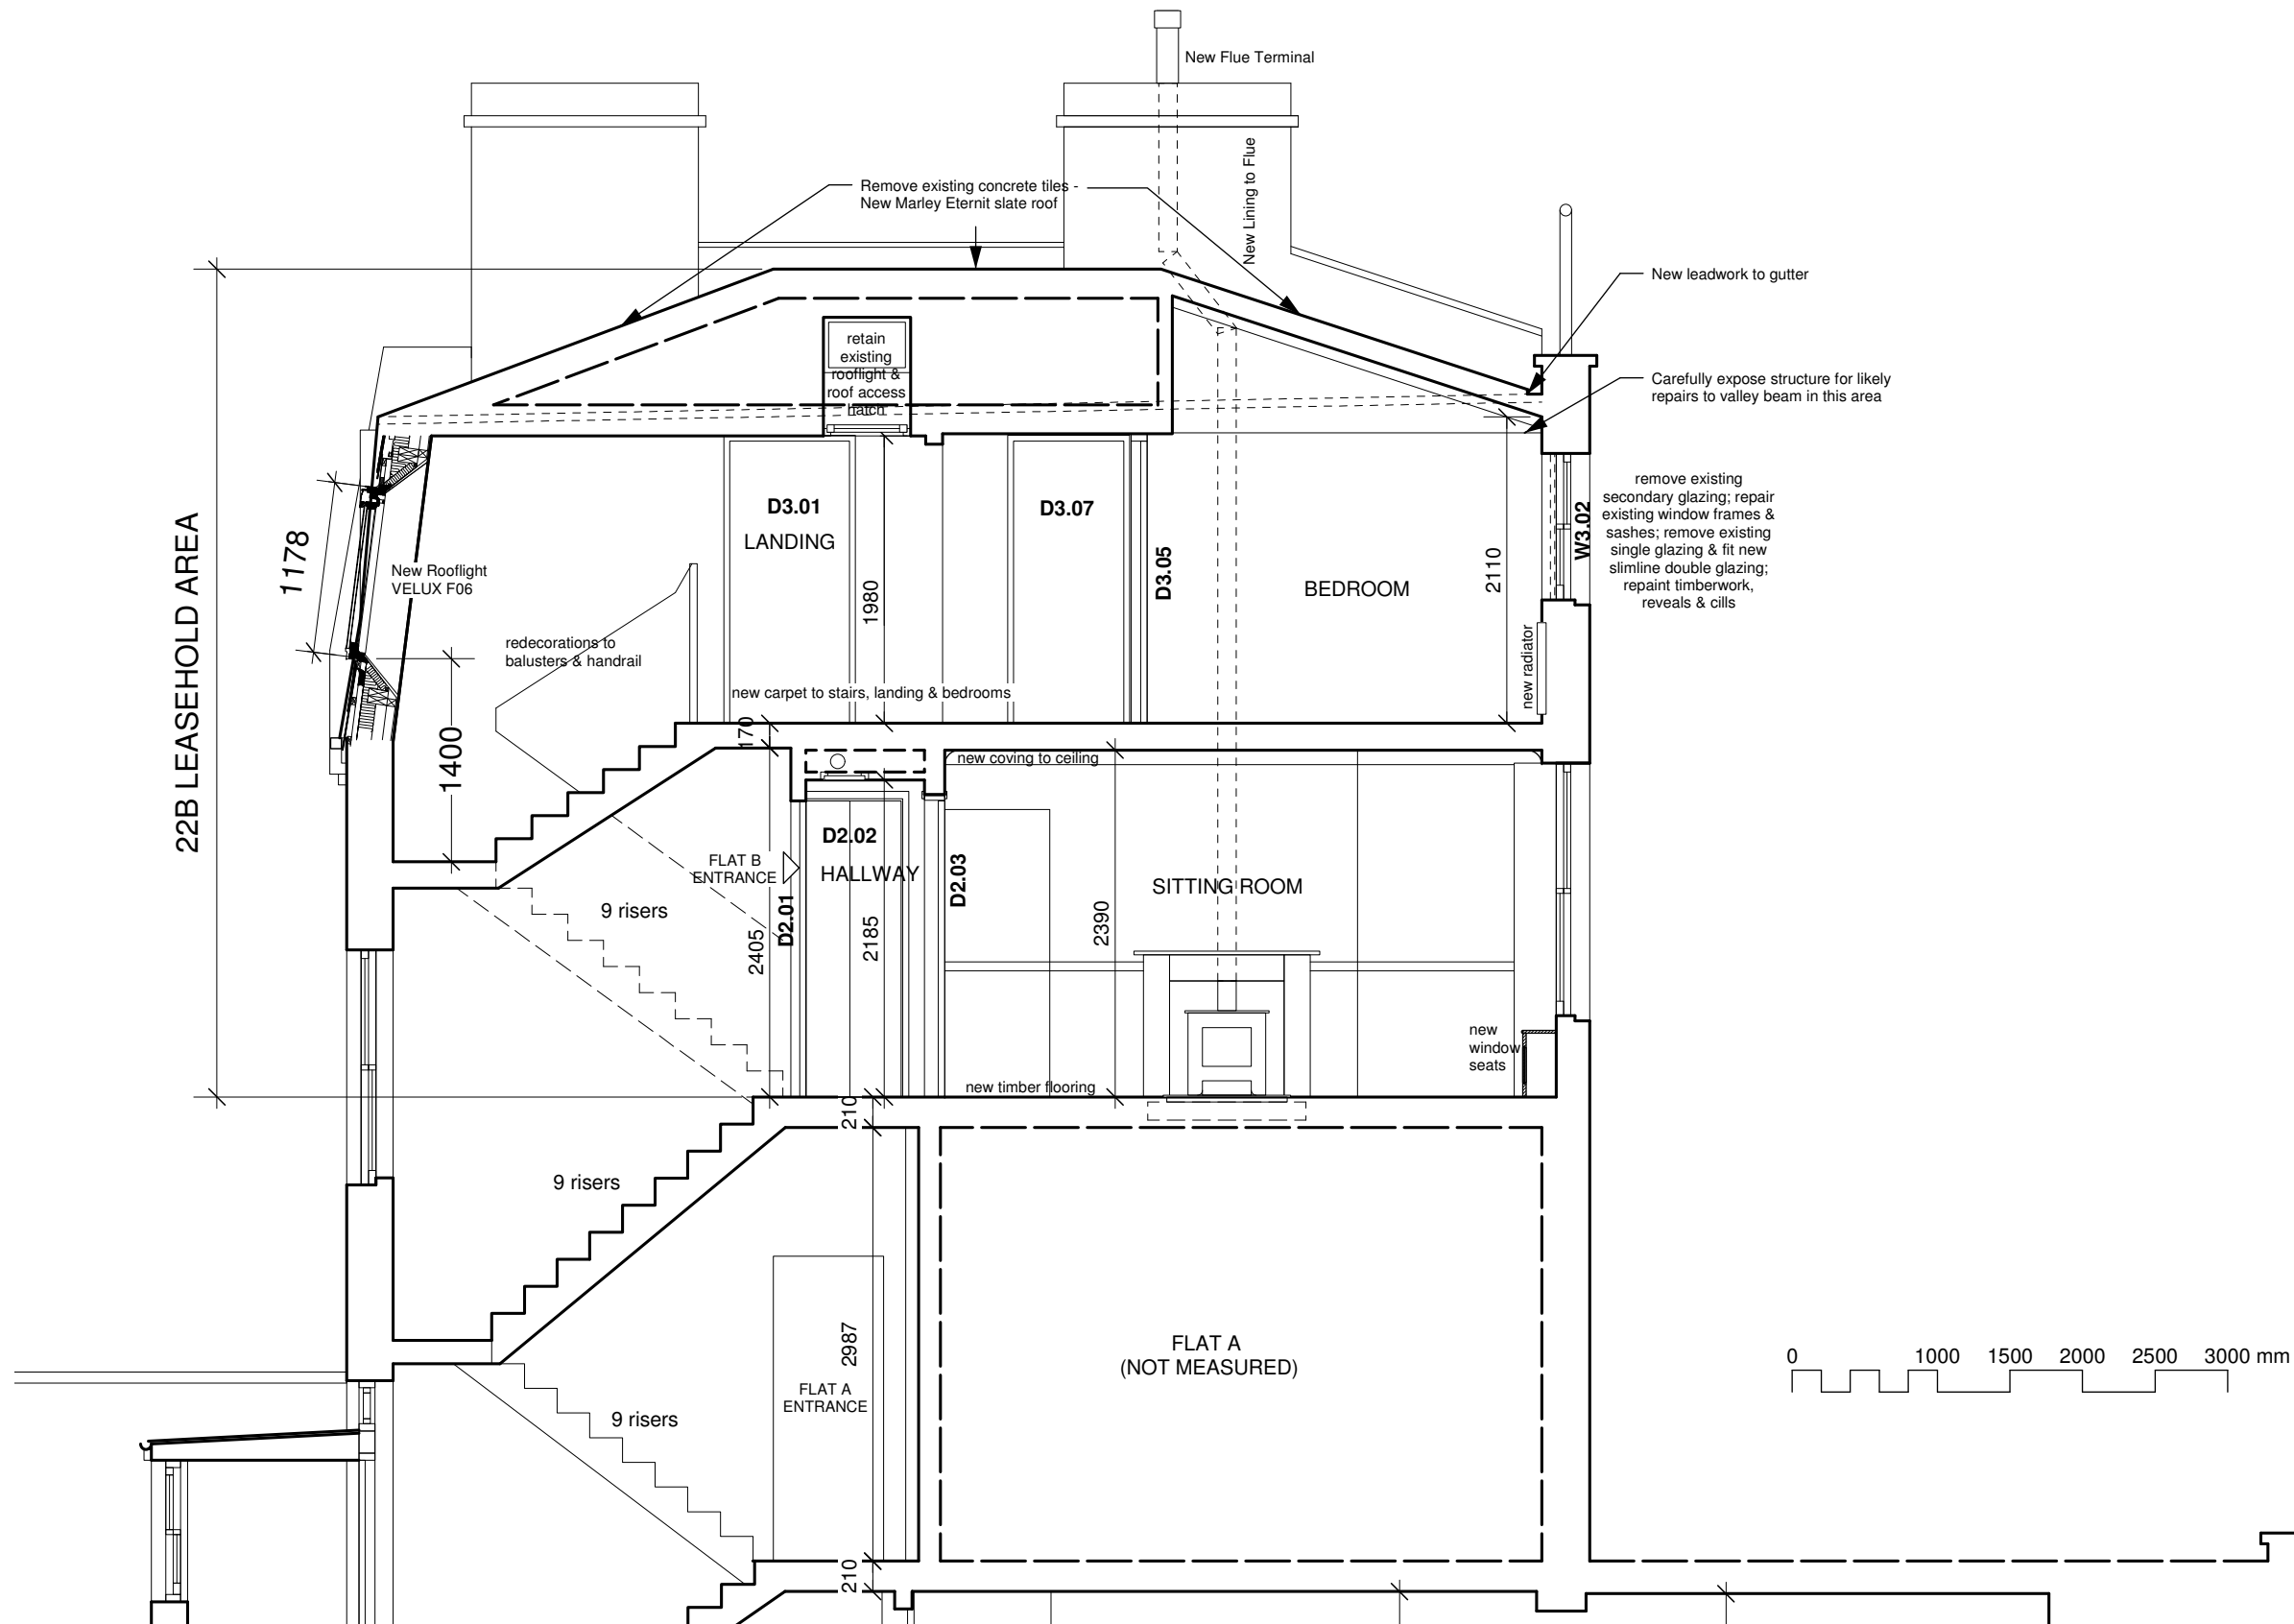 New Flue Terminal
New Lining to Flue
Remove existing concrete tiles -
New Marley Eternit slate roof
New leadwork to gutter
retain
existing
rooflight &
roof access
hatch
Carefully expose structure for likely
repairs to valley beam in this area
22B LEASEHOLD AREA
1178
New Rooflight
VELUX F06
1400
redecorations to
balusters & handrail
D3.01
LANDING
1980
D3.07
D3.05
BEDROOM
2110
W3.02
remove existing
secondary glazing; repair
existing window frames &
sashes; remove existing
single glazing & fit new
slimline double glazing;
repaint timberwork,
reveals & cills
new radiator
new carpet to stairs, landing & bedrooms
170
new coving to ceiling
FLAT B
ENTRANCE
D2.01
D2.02
HALLWAY
D2.03
2405
2185
2390
SITTING ROOM
9 risers
new
window
seats
new timber flooring
210
9 risers
2987
FLAT A
(NOT MEASURED)
FLAT A
ENTRANCE
9 risers
210
0 1000 1500 2000 2500 3000 mm